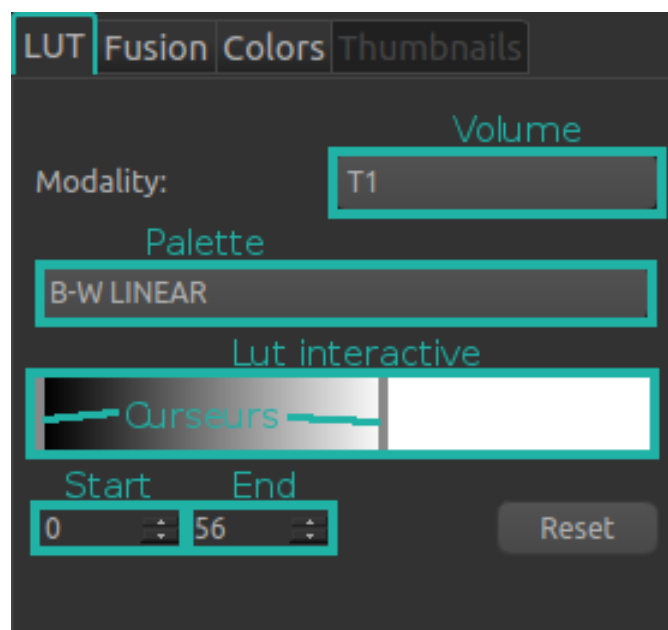 LUT Fusion Colors Thumbnails
Volume
Modality: T1
Palette
B-W LINEAR
Lut interactive
Curseurs
Start End
0 56 Reset